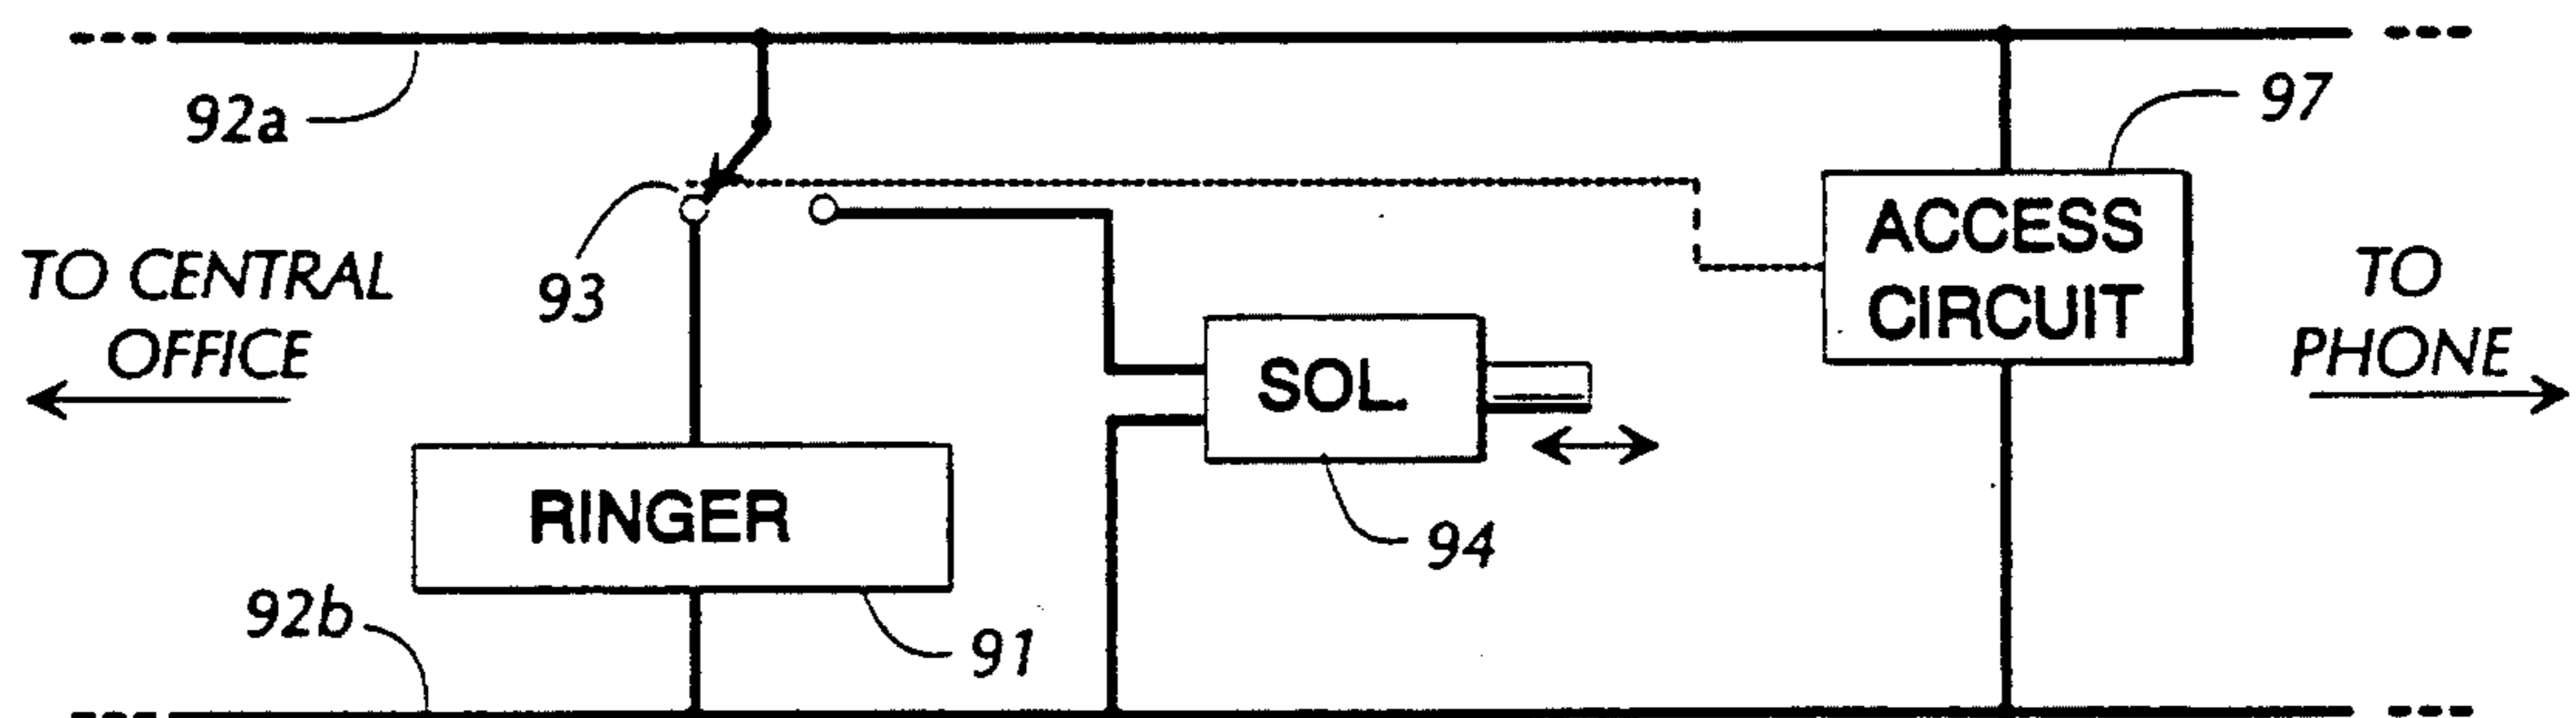 92a
97
93
TO CENTRAL
OFFICE
ACCESS
CIRCUIT
TO
PHONE
SOL.
RINGER
94
92b
91